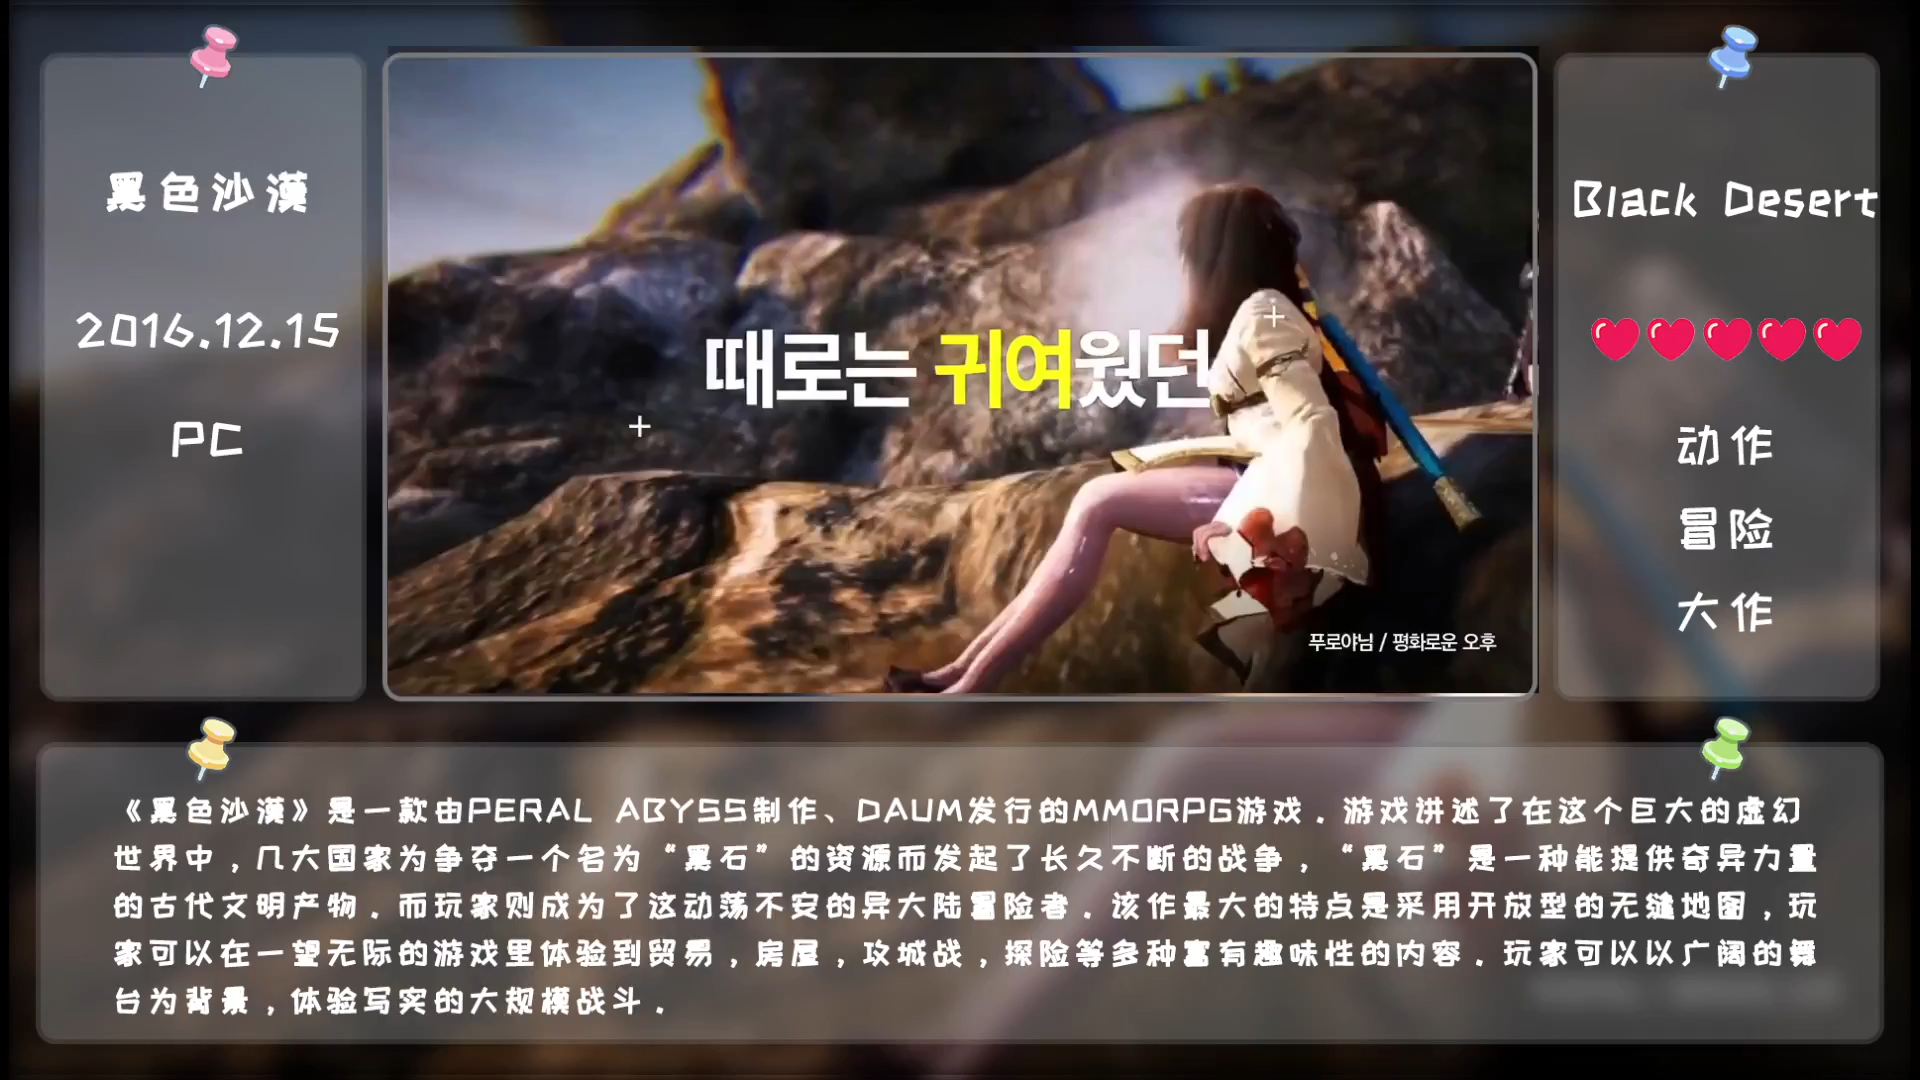 黑色沙漠
2016.12.15
PC
때로는 귀여웠던
푸로야님 / 평화로운 오후
Black Desert
动作
冒险
大作
《黑色沙漠》是一款由PERAL ABYSS制作、DAUM发行的MMORPG游戏.游戏讲述了在这个巨大的虚幻
世界中,几大国家为争夺一个名为“黑石”的资源而发起了长久不断的战争,“黑石”是一种能提供奇异力量
的古代文明产物.而玩家则成为了这动荡不安的异大陆冒险者.该作最大的特点是采用开放型的无缝地图,玩
家可以在一望无际的游戏里体验到贸易,房屋,攻城战,探险等多种富有趣味性的内容.玩家可以以广阔的舞
台为背景,体验写实的大规模战斗.